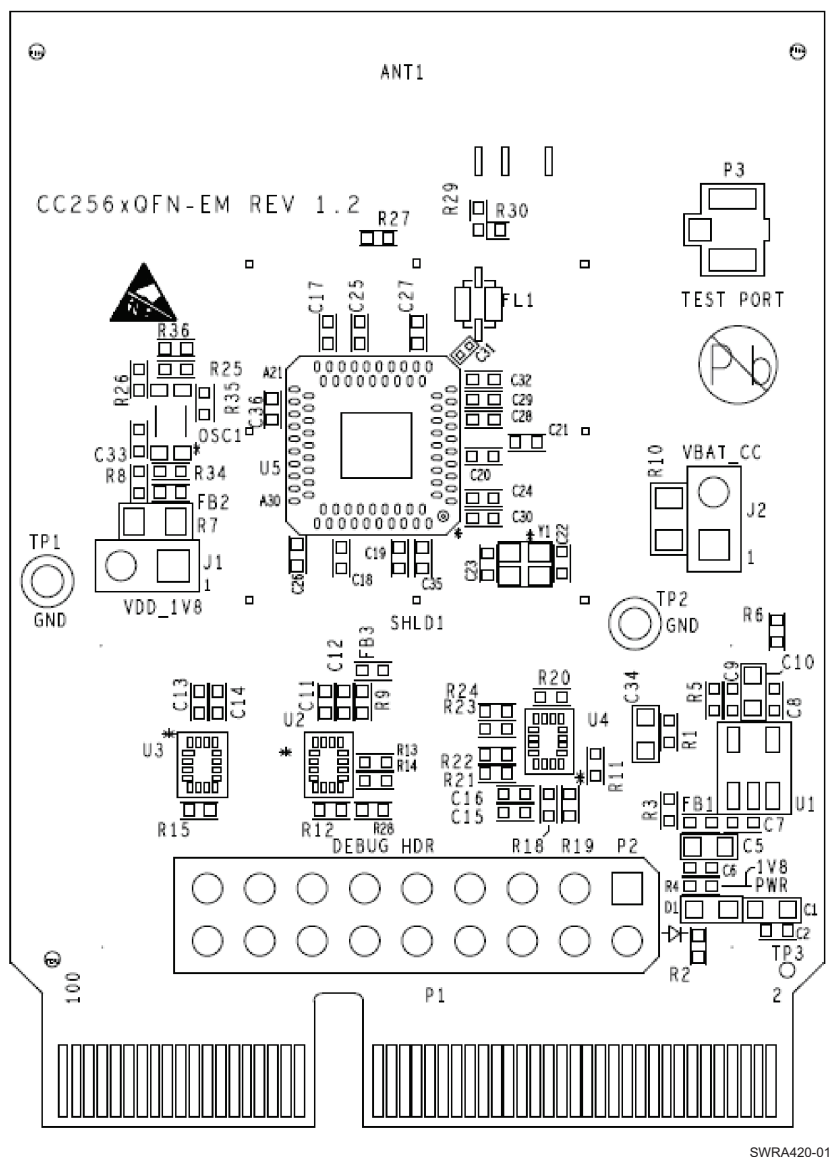 ANT1
CC256xQFN-EM REV 1.2
R29
R30
P3
R27
TEST PORT
FL1
C17
C25
C27
C31
R36
R25
R26
R35
A21
C36
C32
C29
C28
C21
OSC1
C33
R8
R34
FB2
R7
U5
A30
C20
C24
C30
Pb
VBAT_CC
R10
J2
1
TP1
GND
J1
1
VDD_1V8
C26
C18
C19
C35
Y1
C22
C23
SHLD1
TP2
GND
R6
C10
C9
R5
C8
C34
R1
C13
C14
C11
C12
FB3
R9
U3
U2
R13
R14
R15
R12
R28
R20
R24
R23
U4
R22
R21
R11
C16
C15
R18
R19
P2
DEBUG HDR
U1
R3
FB1
C7
C5
C6
1V8
PWR
R4
D1
C1
C2
R2
TP3
100
P1
2
SWRA420-01